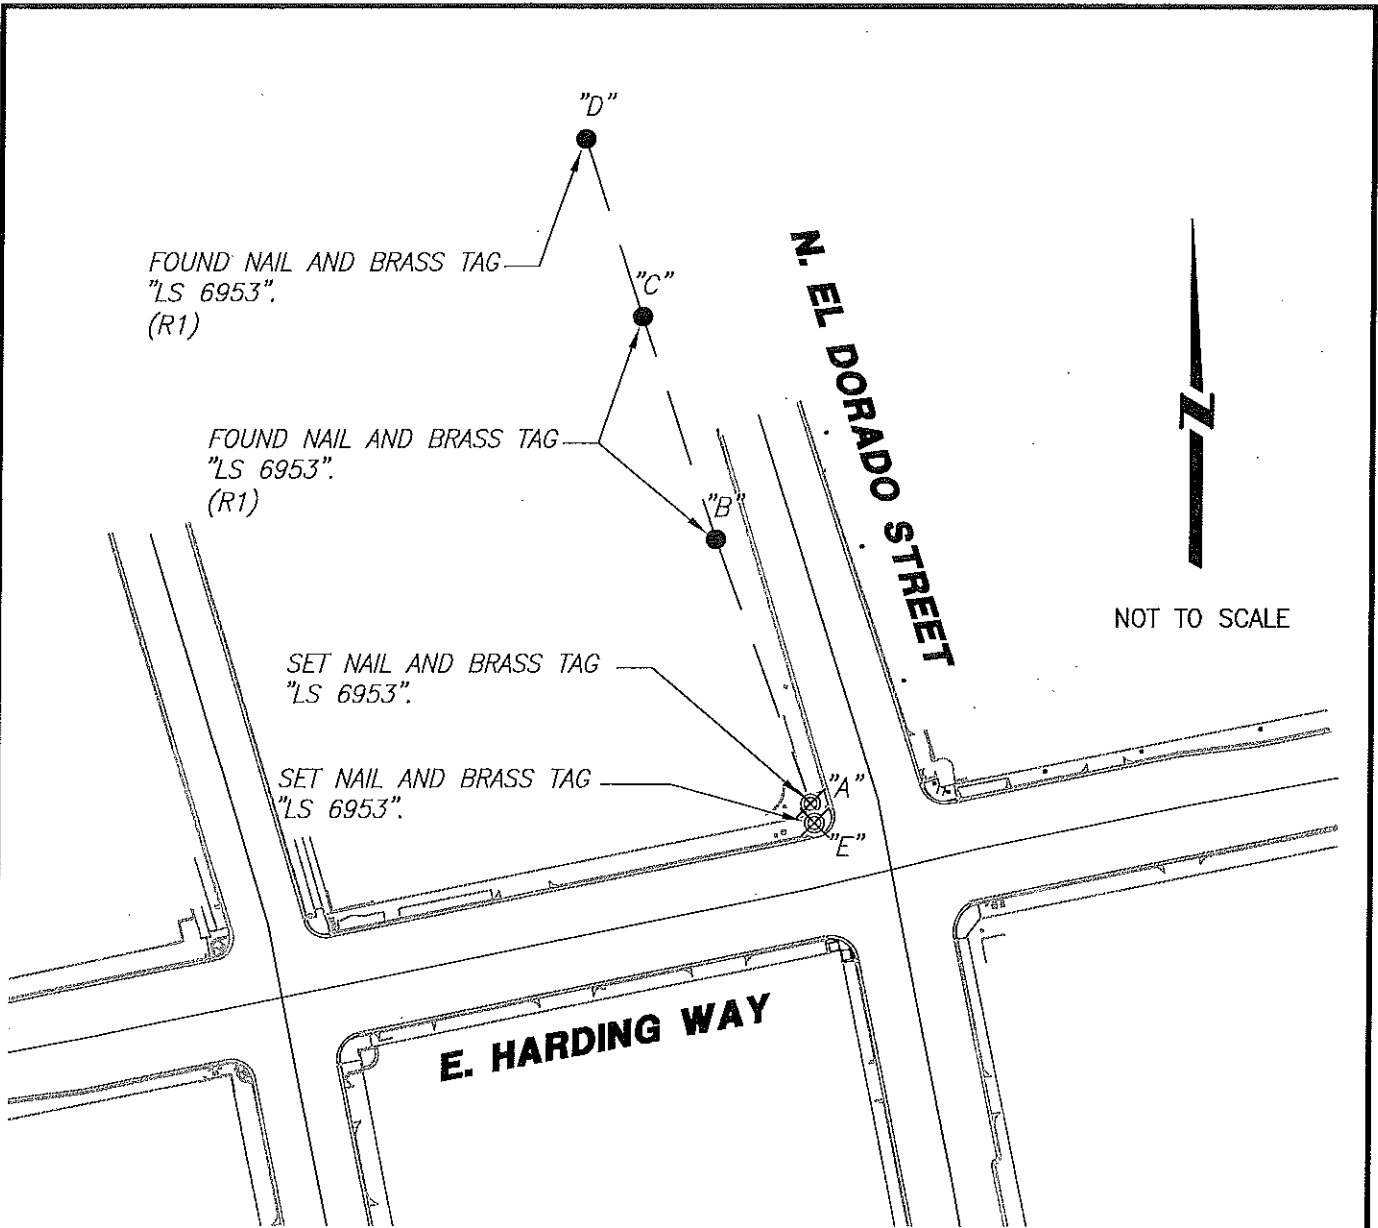 "D"
FOUND NAIL AND BRASS TAG
"LS 6953".
(R1)
"C"
N. EL DORADO STREET
FOUND NAIL AND BRASS TAG
"LS 6953".
(R1)
"B"
N
NOT TO SCALE
SET NAIL AND BRASS TAG
"LS 6953".
SET NAIL AND BRASS TAG
"LS 6953".
"A"
"E"
E. HARDING WAY